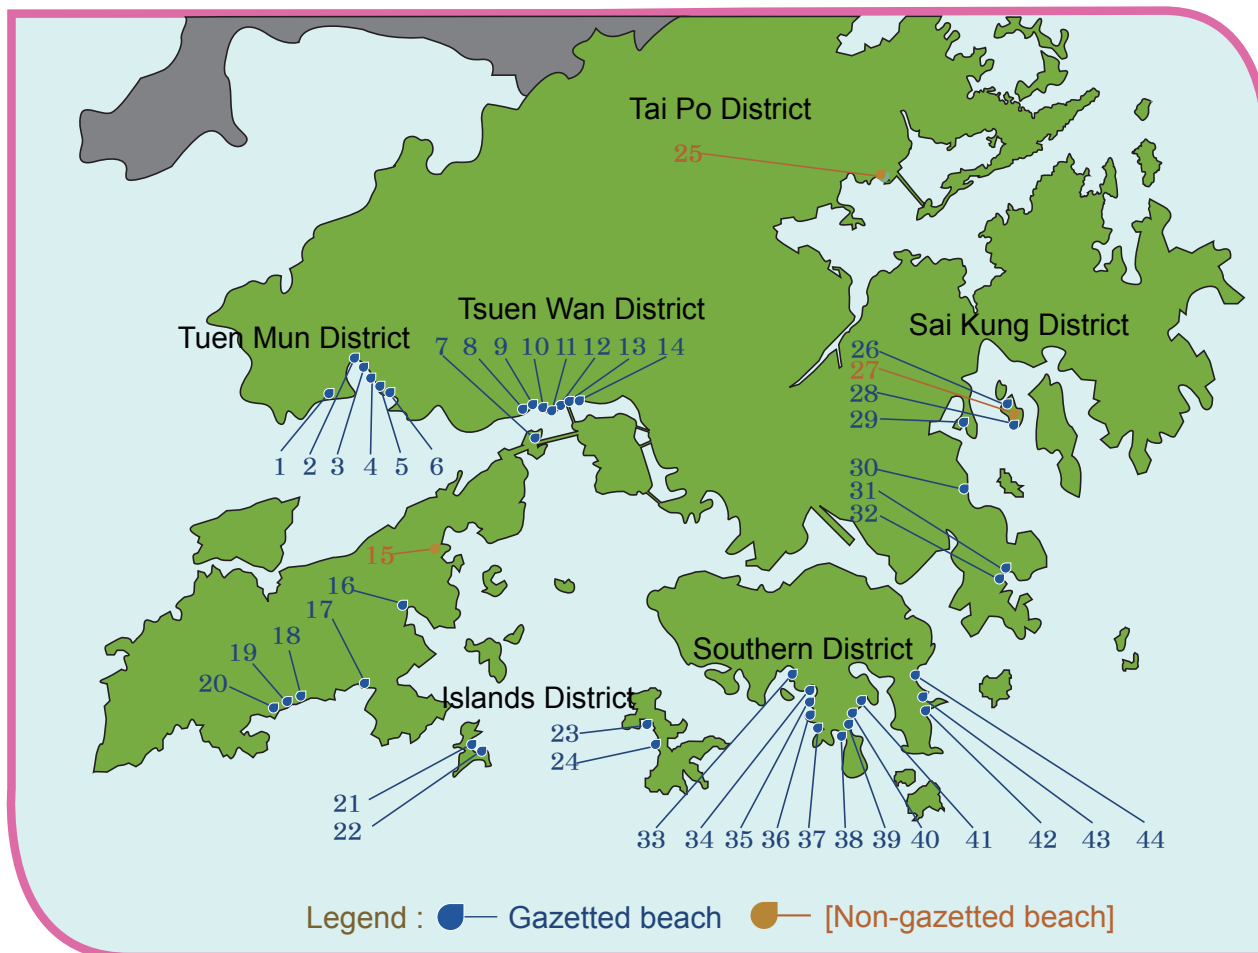 Tai Po District
25
Tsuen Wan District
Tuen Mun District
Sai Kung District
7 8 9 10 11 12 13 14
26
27
28
29
1 2 3 4 5 6
30
31
32
15
16
17
18
19
20
Southern District
Islands District
23
24
21
22
33 34 35 36 37 38 39 40 41 42 43 44
Legend : Gazetted beach [Non-gazetted beach]